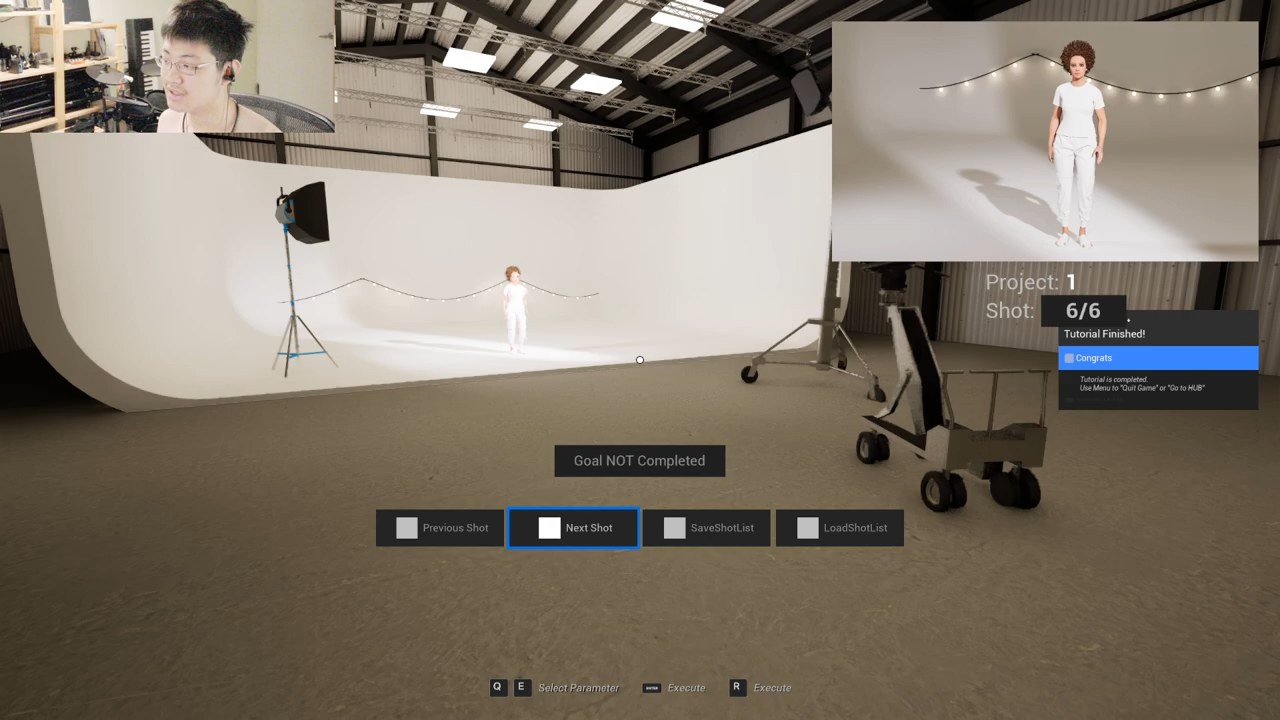 Project: 1
Shot: 6/6
Tutorial Finished!
Congrats
Tutorial is completed.
Use Menu to "Quit Game" or "Go to HUB"
Goal NOT Completed
Previous Shot
Next Shot
SaveShotList
LoadShotList
Q E Select Parameter
ENTER Execute
R Execute